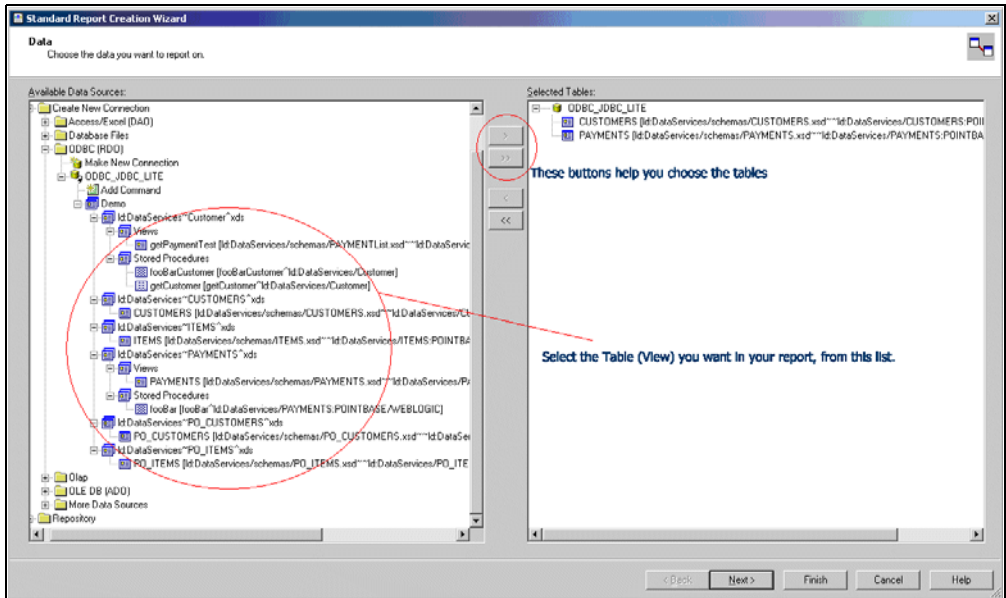 Standard Report Creation Wizard
Data
Choose the data you want to report on.
Available Data Sources:
Create New Connection
Access/Excel (DAO)
Database Files
ODBC (RDO)
Make New Connection
ODBC_JDBC_LITE
Add Command
Demo
ld:DataServices~Customer^xds
Views
getPaymentTest [ld:DataServices/schemas/PAYMENTList.xsd~~ld:DataServic
Stored Procedures
fooBarCustomer [fooBarCustomer^ld:DataServices/Customer]
getCustomer [getCustomer^ld:DataServices/Customer]
ld:DataServices~CUSTOMERS^xds
CUSTOMERS [ld:DataServices/schemas/CUSTOMERS.xsd~~ld:DataServices/CU
ld:DataServices~ITEMS^xds
ITEMS [ld:DataServices/schemas/ITEMS.xsd~~ld:DataServices/ITEMS:POINTBA
ld:DataServices~PAYMENTS^xds
Views
PAYMENTS [ld:DataServices/schemas/PAYMENTS.xsd~~ld:DataServices/PA
Stored Procedures
fooBar [fooBar^ld:DataServices/PAYMENTS:POINTBASE/WEBLOGIC]
ld:DataServices~PO_CUSTOMERS^xds
PO_CUSTOMERS [ld:DataServices/schemas/PO_CUSTOMERS.xsd~~ld:DataSer
ld:DataServices~PO_ITEMS^xds
PO_ITEMS [ld:DataServices/schemas/PO_ITEMS.xsd~~ld:DataServices/PO_ITE
Olap
OLE DB (ADO)
More Data Sources
Repository
>
>>
<
<<
Selected Tables:
ODBC_JDBC_LITE
CUSTOMERS [ld:DataServices/schemas/CUSTOMERS.xsd~~ld:DataServices/CUSTOMERS:POII
PAYMENTS [ld:DataServices/schemas/PAYMENTS.xsd~~ld:DataServices/PAYMENTS:POINTBA
These buttons help you choose the tables
Select the Table (View) you want in your report, from this list.
< Back
Next >
Finish
Cancel
Help